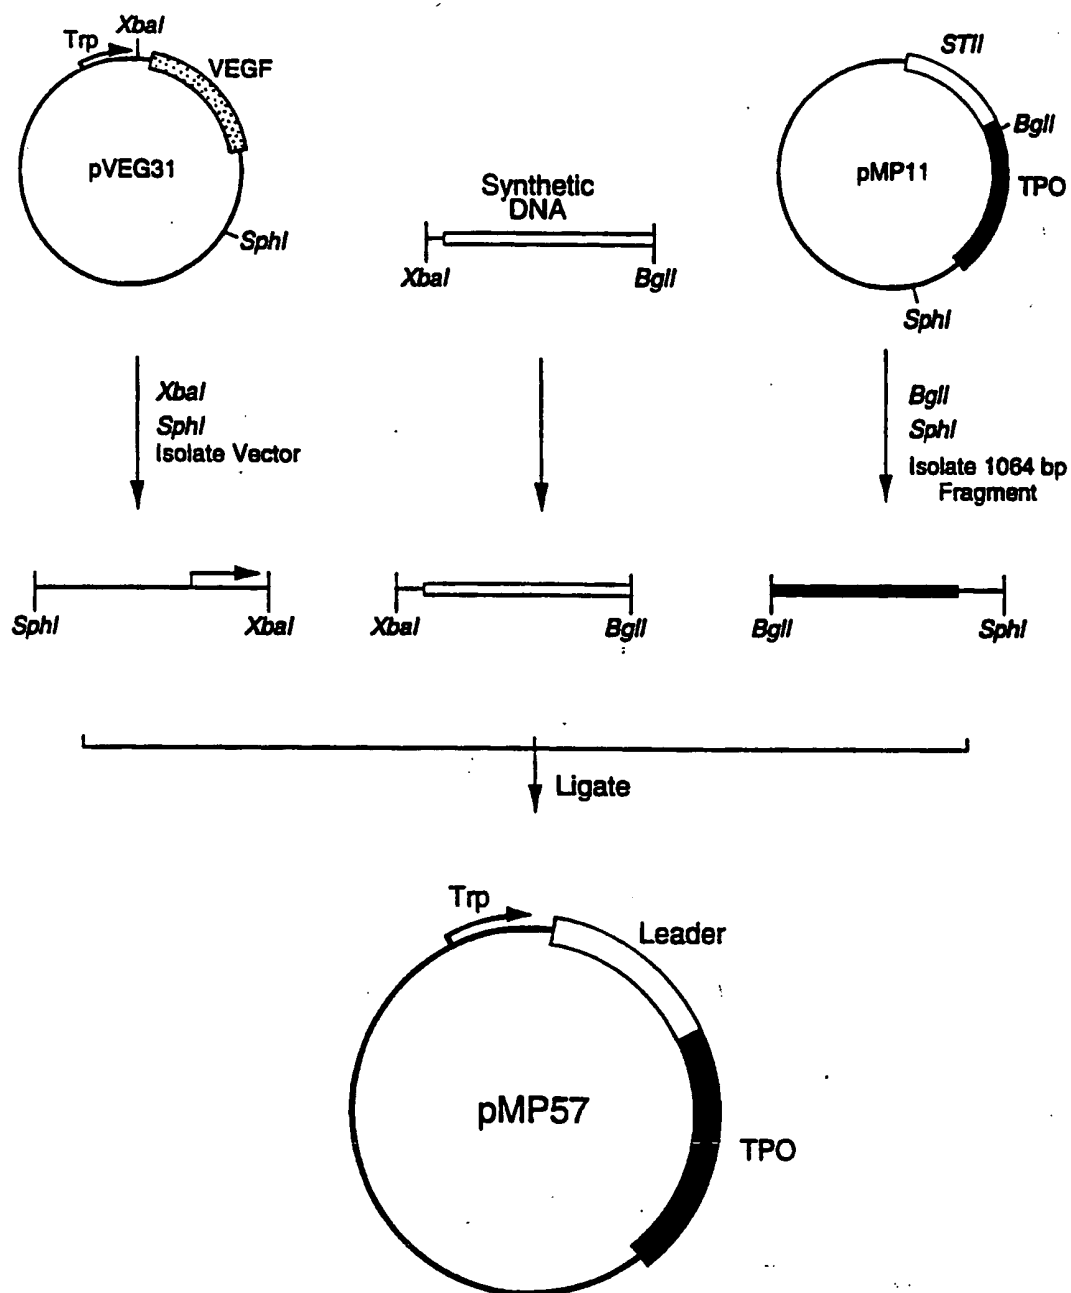 XbaI
Trp
VEGF
pVEG31
SphI
Synthetic
DNA
XbaI
BglI
STII
BglI
pMP11
TPO
SphI
XbaI
SphI
Isolate Vector
BglI
SphI
Isolate 1064 bp
Fragment
SphI
XbaI
XbaI
BglI
BglI
SphI
Ligate
Trp
Leader
pMP57
TPO